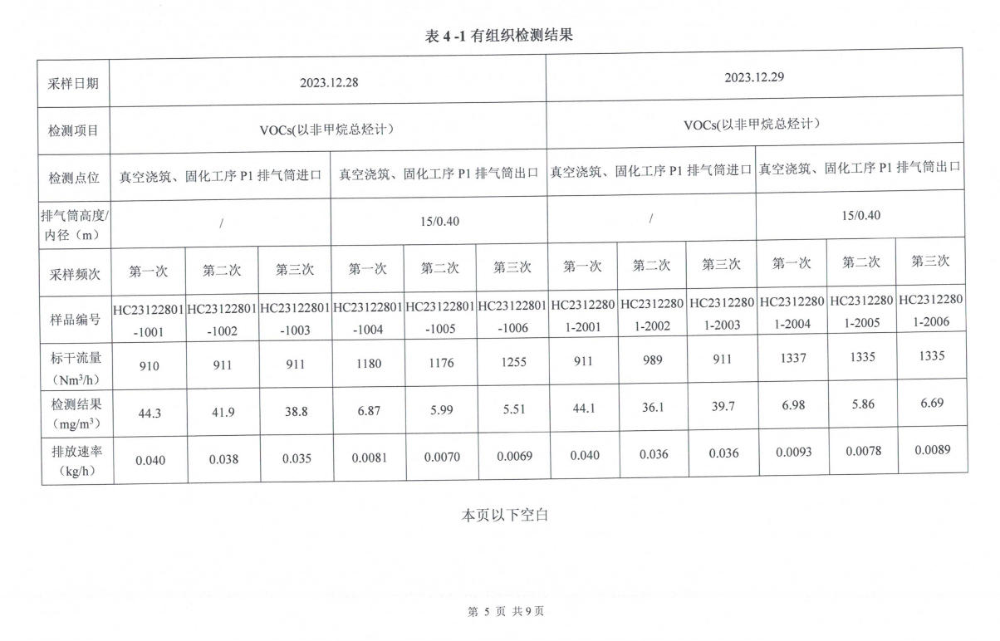 表 4 -1 有组织检测结果
采样日期 2023.12.28 2023.12.29
检测项目 VOCs(以非甲烷总烃计） VOCs(以非甲烷总烃计）
检测点位 真空浇筑、固化工序 P1 排气筒进口 真空浇筑、固化工序 P1 排气筒出口 真空浇筑、固化工序 P1 排气筒进口 真空浇筑、固化工序 P1 排气筒出口
排气筒高度/
内径（m） / 15/0.40 / 15/0.40
采样频次 第一次 第二次 第三次 第一次 第二次 第三次 第一次 第二次 第三次 第一次 第二次 第三次
样品编号 HC23122801 HC23122801 HC23122801 HC23122801 HC23122801 HC23122801 HC2312280 HC2312280 HC2312280 HC2312280 HC2312280 HC2312280
-1001 -1002 -1003 -1004 -1005 -1006 1-2001 1-2002 1-2003 1-2004 1-2005 1-2006
标干流量
（Nm³/h） 910 911 911 1180 1176 1255 911 989 911 1337 1335 1335
检测结果
（mg/m³） 44.3 41.9 38.8 6.87 5.99 5.51 44.1 36.1 39.7 6.98 5.86 6.69
排放速率
（kg/h） 0.040 0.038 0.035 0.0081 0.0070 0.0069 0.040 0.036 0.036 0.0093 0.0078 0.0089
本页以下空白
第 5 页 共9页